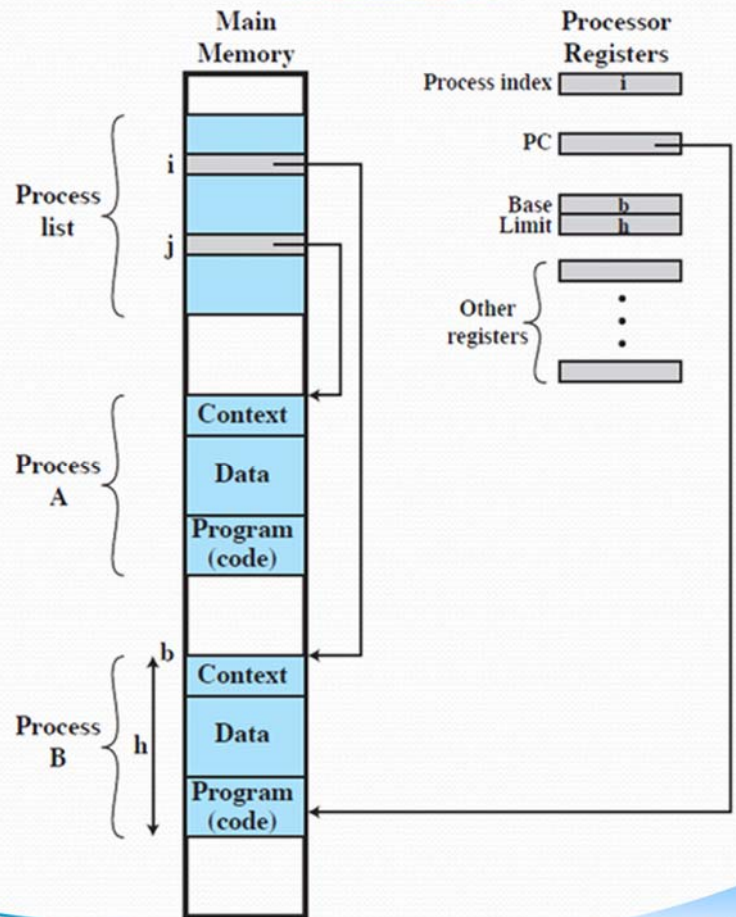 Main
Memory
Processor
Registers
Process index
i
PC
Base
b
Limit
h
Other
registers
Process
list
i
j
Process
A
Context
Data
Program
(code)
Process
B
b
h
Context
Data
Program
(code)